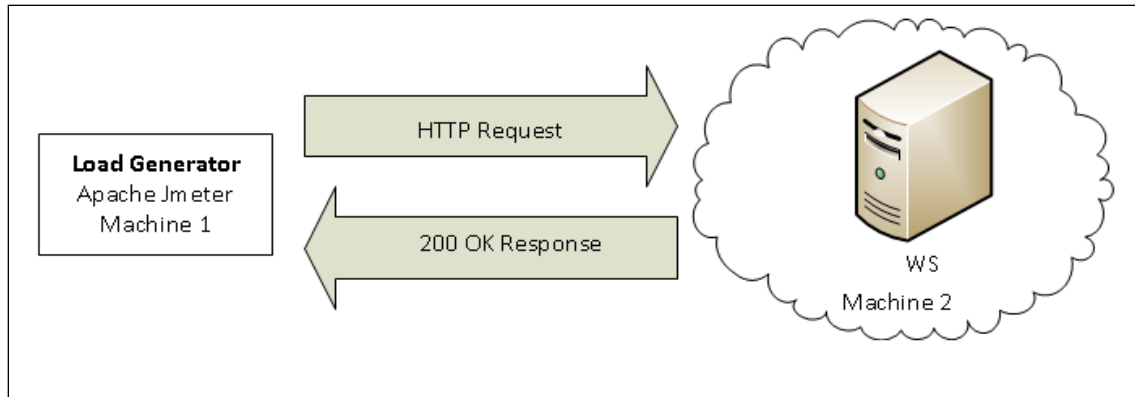 Load Generator
Apache Jmeter
Machine 1
HTTP Request
200 OK Response
WS
Machine 2